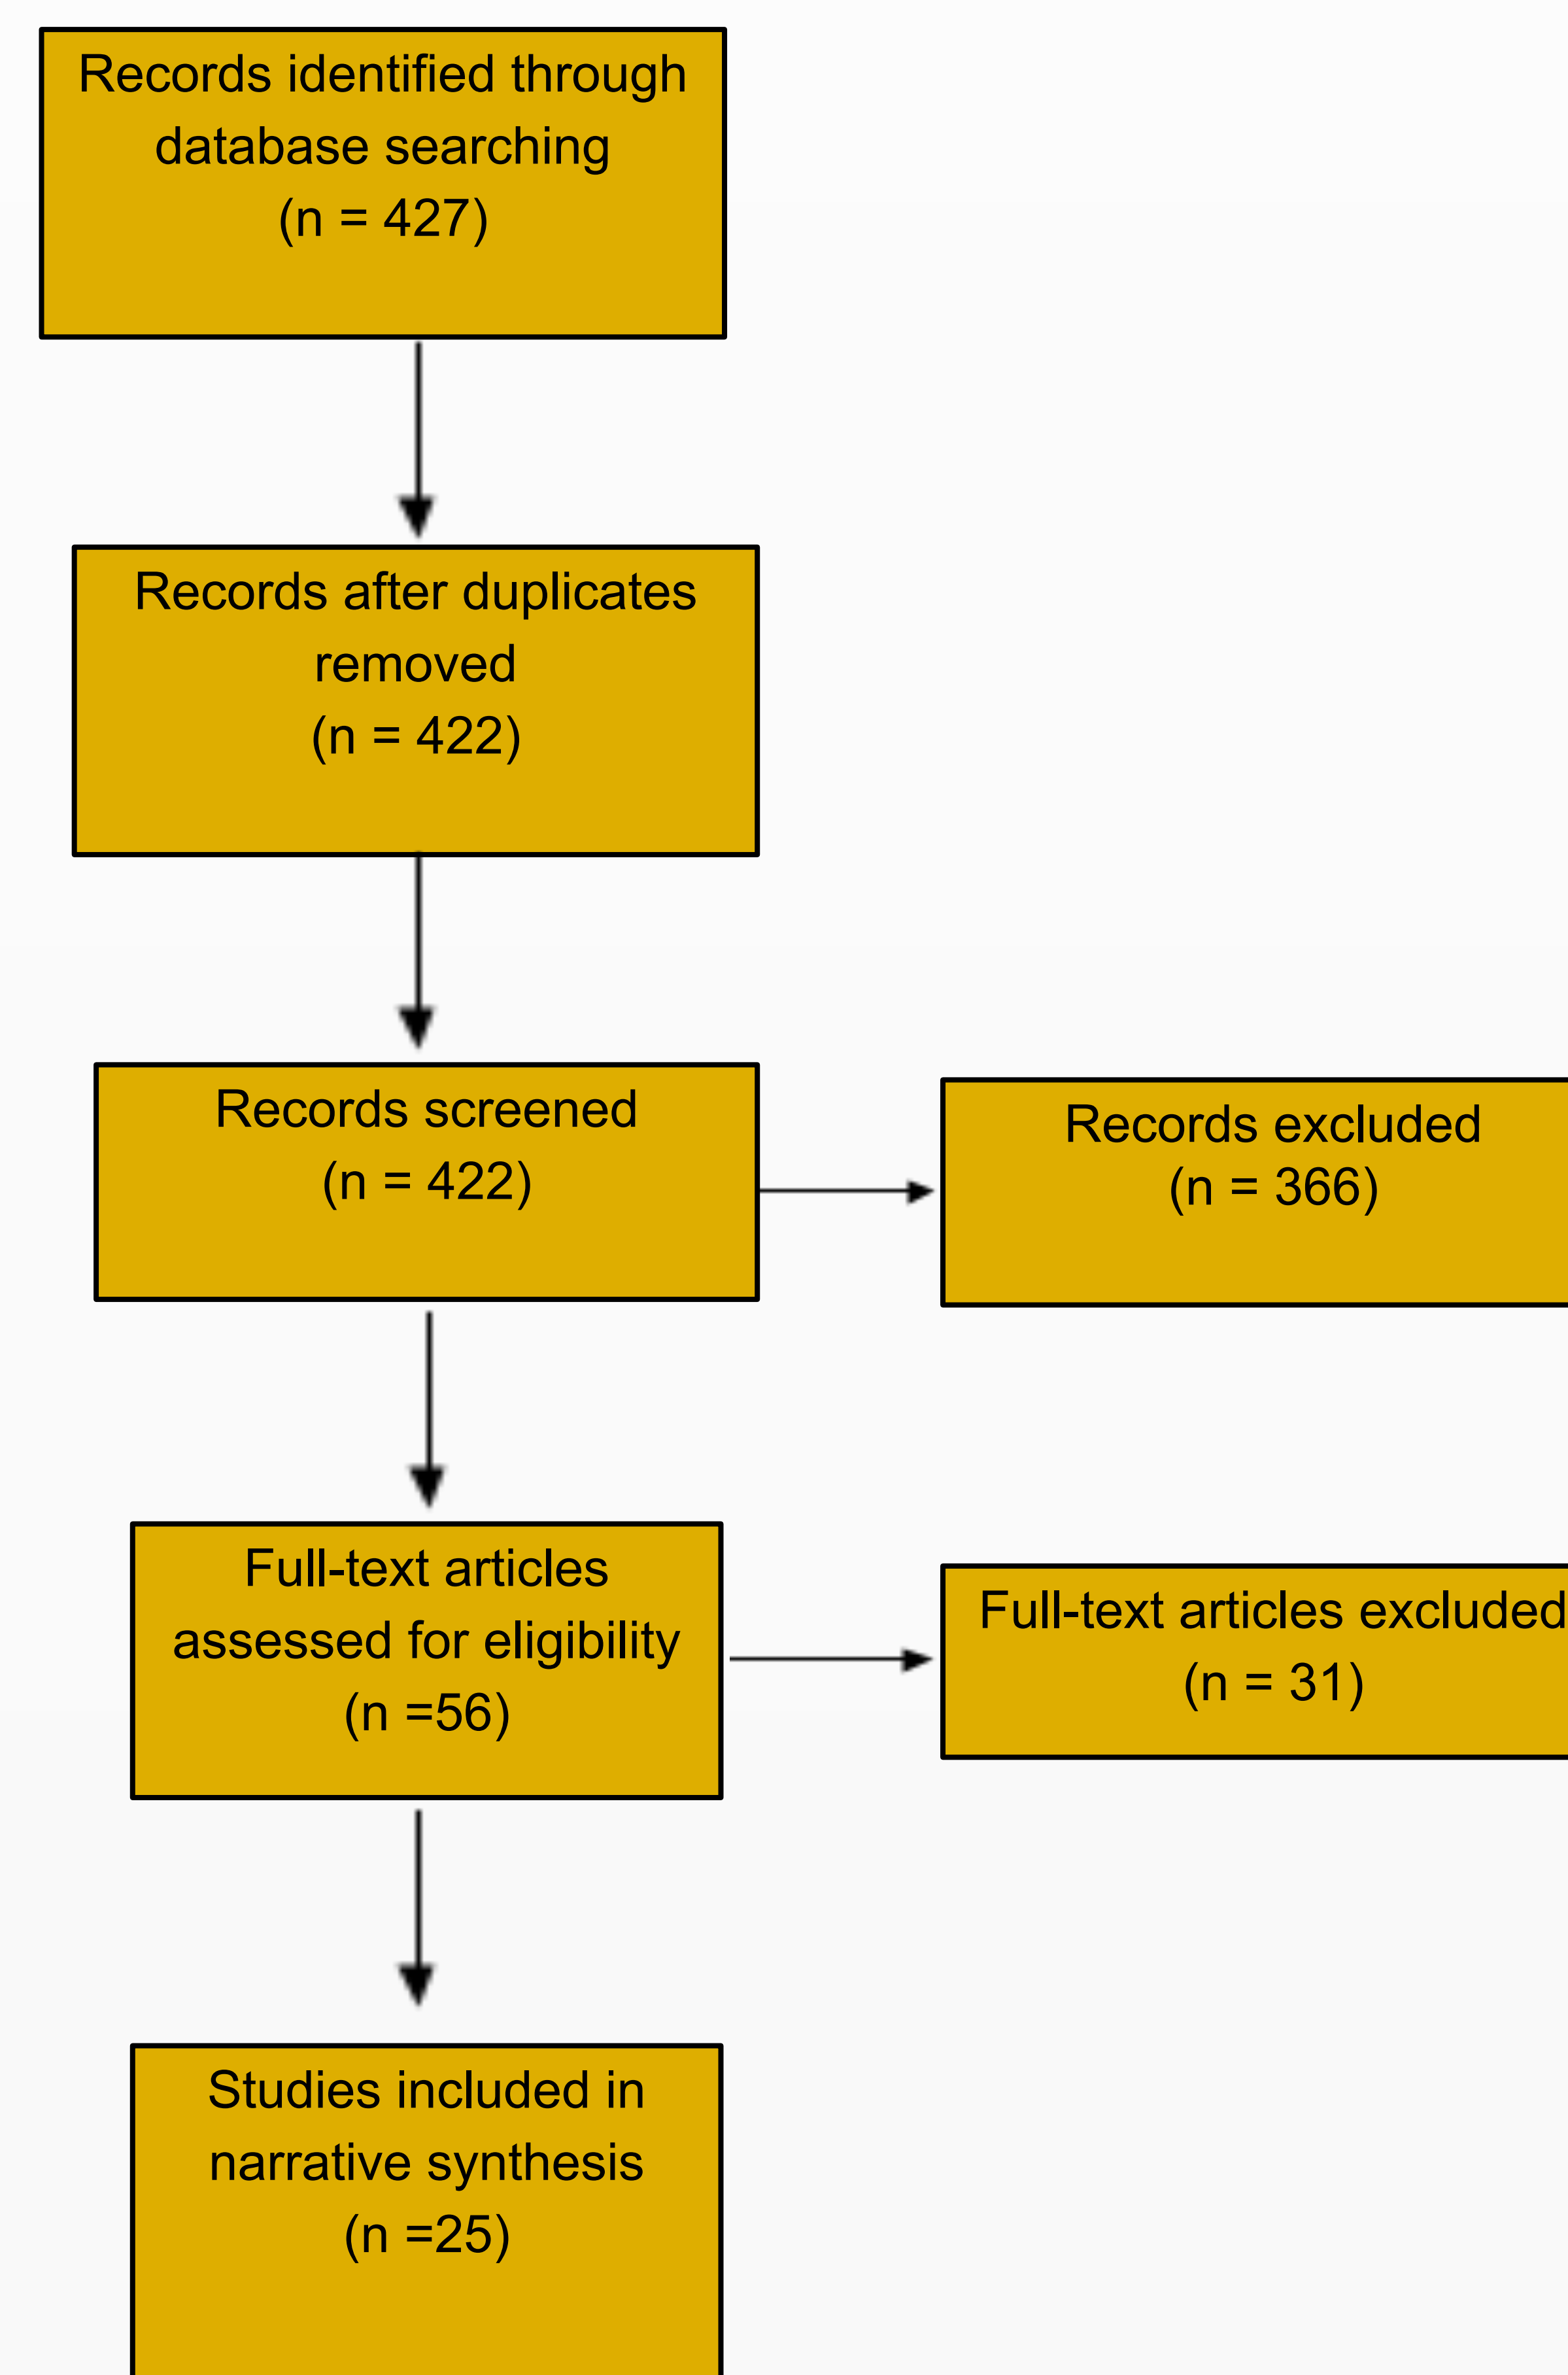 Records identified through
database searching
(n = 427)
Records after duplicates
removed
(n = 422)
Records screened
(n = 422)
Records excluded
(n = 366)
Full-text articles
assessed for eligibility
(n =56)
Full-text articles excluded
(n = 31)
Studies included in
narrative synthesis
(n =25)